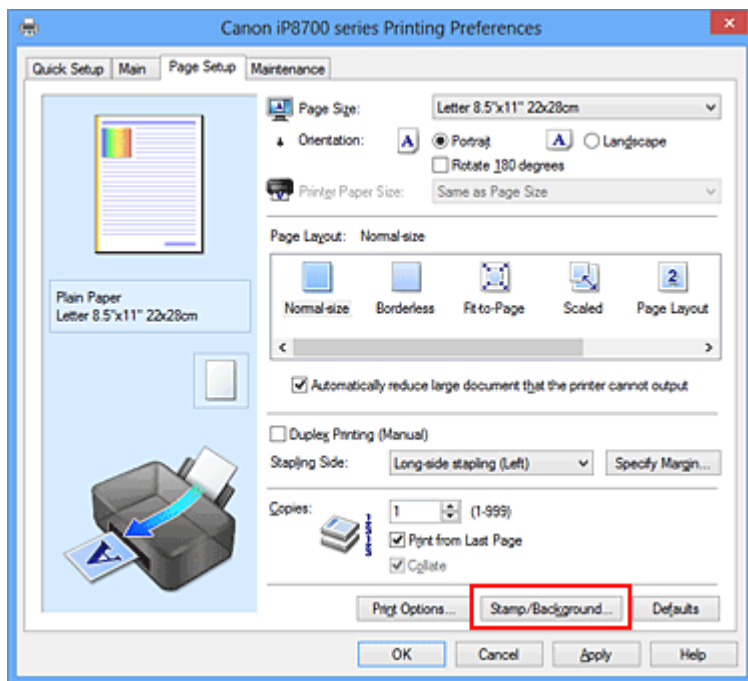 Canon iP8700 series Printing Preferences
Quick Setup Main Page Setup Maintenance
Page Size: Letter 8.5"x11" 22x28cm
Orientation: A Portrait A Landscape
Rotate 180 degrees
Printer Paper Size: Same as Page Size
Page Layout: Normal-size
2
Normal-size Borderless Fit-to-Page Scaled Page Layout
Plain Paper
Letter 8.5"x11" 22x28cm
Automatically reduce large document that the printer cannot output
Duplex Printing (Manual)
Stapling Side: Long-side stapling (Left) Specify Margin...
Copies: 1 (1-999)
Print from Last Page
Collate
A
Print Options... Stamp/Background... Defaults
OK Cancel Apply Help